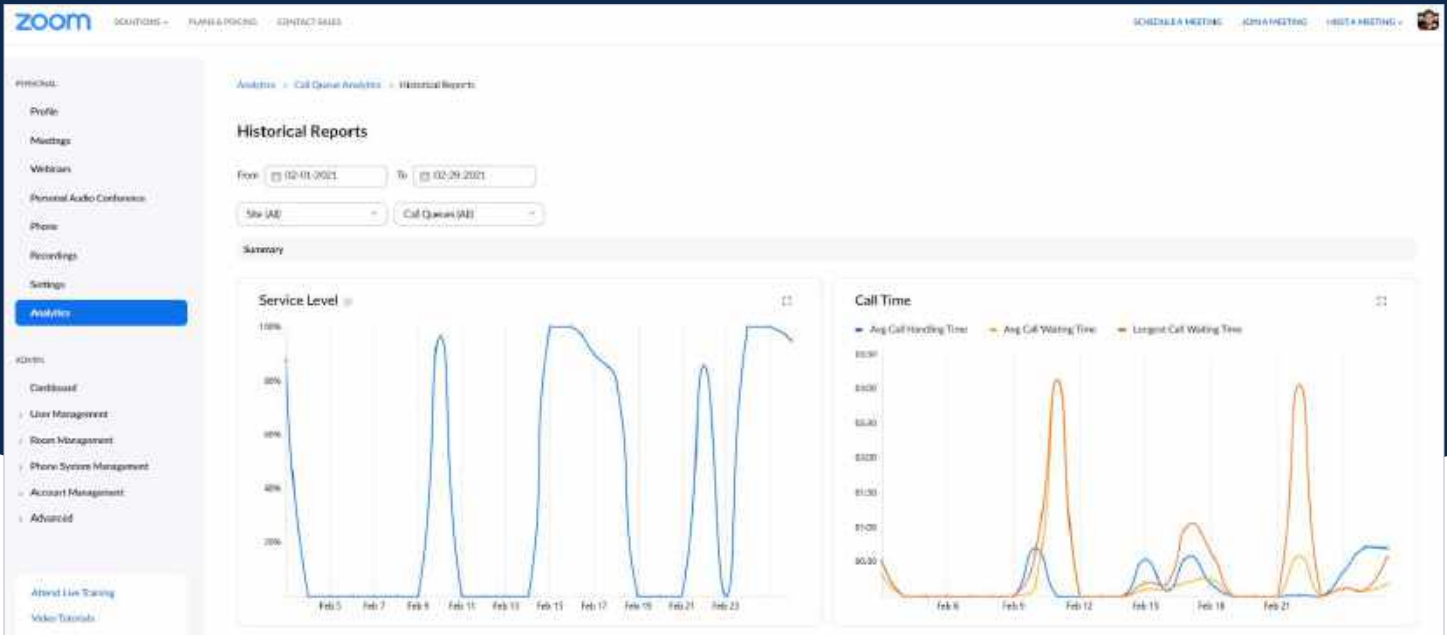 zoom SOLUTIONS PLANS & PRICING CONTACT SALES SCHEDULE A MEETING JOIN A MEETING HOST A MEETING
PERSONAL
Profile
Meetings
Webinars
Personal Audio Conference
Phone
Recordings
Settings
Analytics
ADMIN
Dashboard
User Management
Room Management
Phone System Management
Account Management
Advanced
Attend Live Training
Video Tutorials
Analytics > Call Queue Analytics > Historical Reports
Historical Reports
From 02-01-2021 To 02-29-2021
Site (All) Call Queues (All)
Summary
Service Level
100%
80%
60%
40%
20%
Feb 5 Feb 7 Feb 9 Feb 11 Feb 13 Feb 15 Feb 17 Feb 19 Feb 21 Feb 23
Call Time
Avg Call Handling Time Avg Call Waiting Time Longest Call Waiting Time
01:30
01:00
00:30
Feb 6 Feb 9 Feb 12 Feb 15 Feb 18 Feb 21